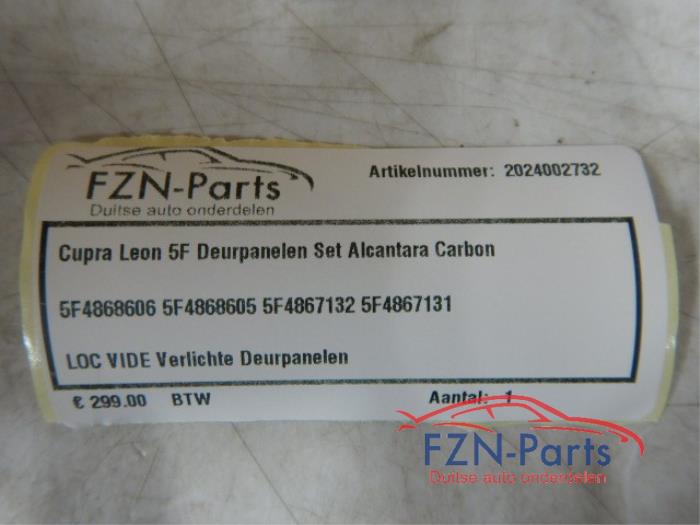 FZN-Parts
Duitse auto onderdelen
Artikelnummer: 2024002732
Cupra Leon 5F Deurpanelen Set Alcantara Carbon
5F4868606 5F4868605 5F4867132 5F4867131
LOC VIDE Verlichte Deurpanelen
€ 299.00 BTW Aantal: 1
FZN-Parts
Duitse auto onderdelen